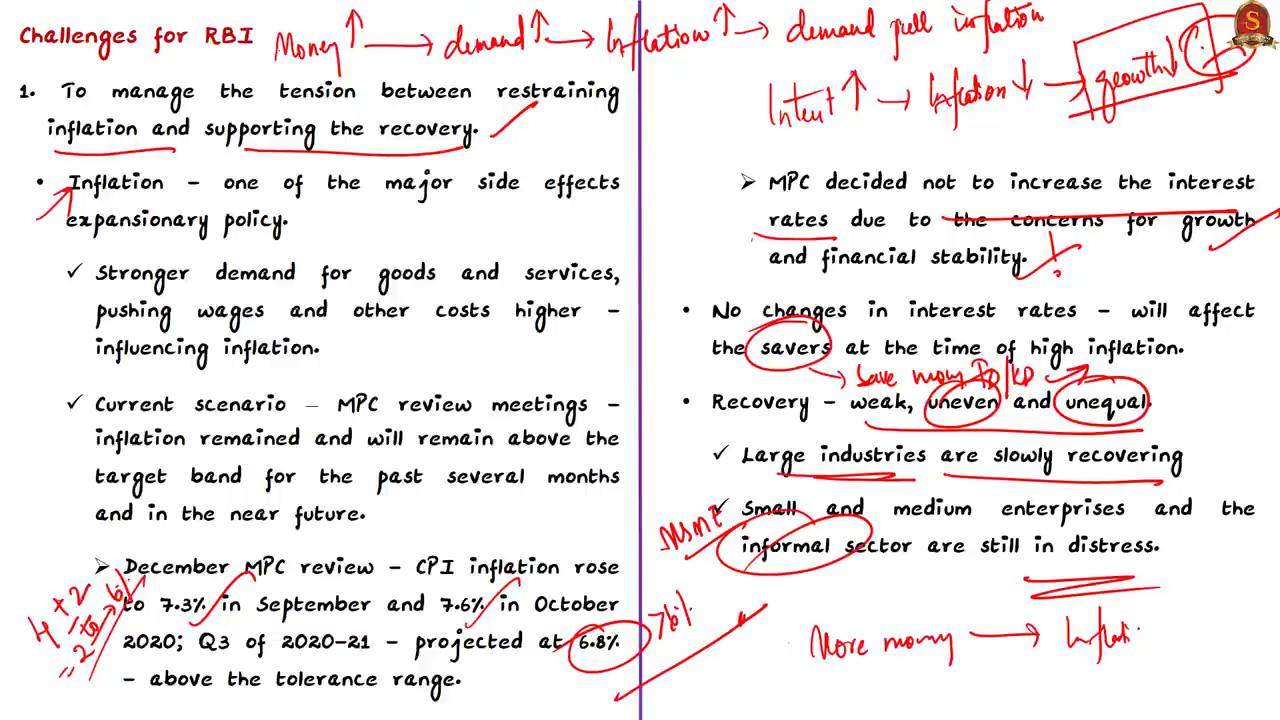 Challenges for RBI
Money ↑ → demand ↑ → Inflation ↑ → demand pull inflation
1. To manage the tension between restraining
inflation and supporting the recovery.
• Inflation – one of the major side effects
expansionary policy.
✓ Stronger demand for goods and services,
pushing wages and other costs higher –
influencing inflation.
✓ Current scenario – MPC review meetings –
inflation remained and will remain above the
target band for the past several months
and in the near future.
➢ December MPC review – CPI inflation rose
to 7.3% in September and 7.6% in October
2020; Q3 of 2020-21 – projected at 6.8%
– above the tolerance range.
4 ± 2
= 2 to 6%
>6%
Interest ↑ → Inflation ↓ → growth ↓
➢ MPC decided not to increase the interest
rates due to the concerns for growth
and financial stability.
• No changes in interest rates – will affect
the savers at the time of high inflation.
Save money FD/RD
• Recovery – weak, uneven and unequal.
✓ Large industries are slowly recovering
✓ Small and medium enterprises and the
informal sector are still in distress.
MSME
More money → Inflati
S